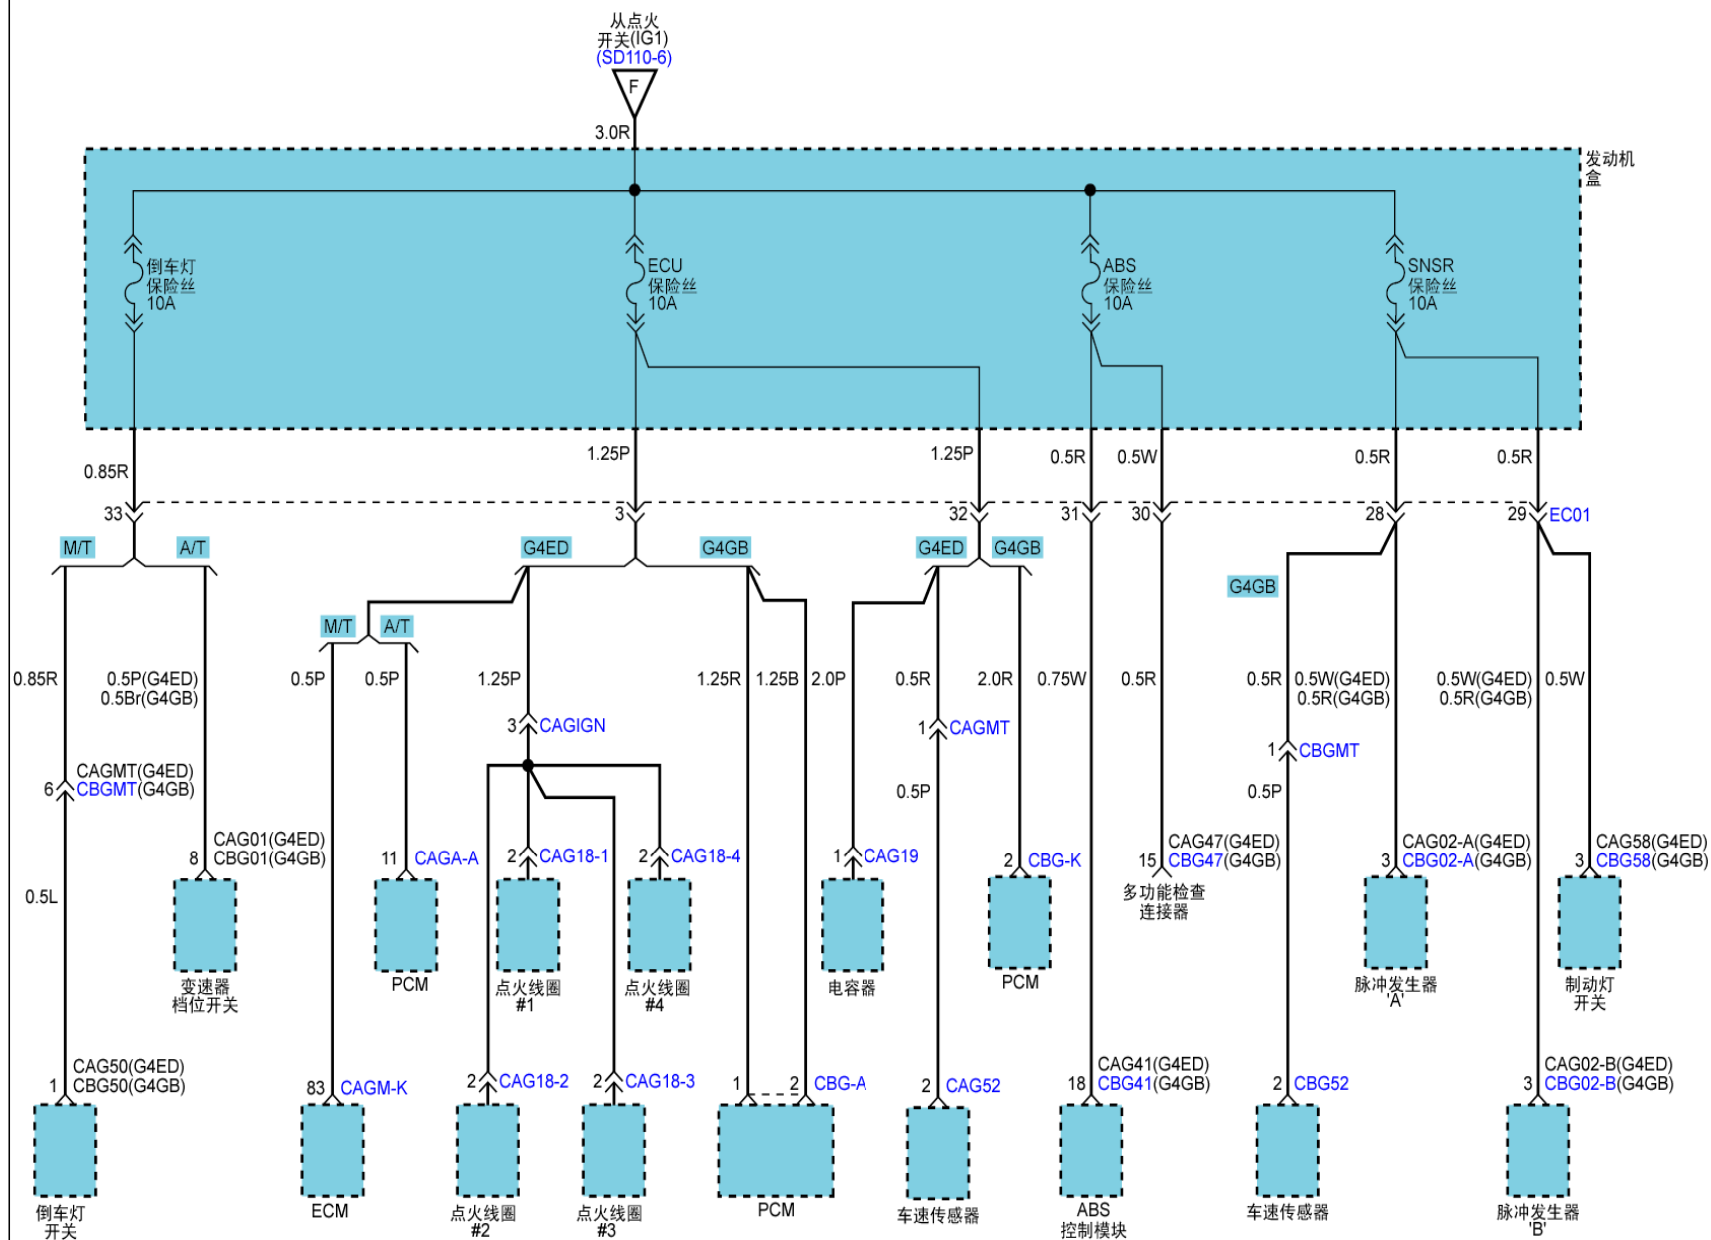 从点火
开关(IG1)
(SD110-6)
F
3.0R
发动机
盒
倒车灯
保险丝
10A
ECU
保险丝
10A
ABS
保险丝
10A
SNSR
保险丝
10A
0.85R
1.25P
1.25P
0.5R
0.5W
0.5R
0.5R
33
3
32
31
30
28
29
EC01
M/T
A/T
G4ED
G4GB
G4ED
G4GB
G4GB
M/T
A/T
0.85R
0.5P(G4ED)
0.5Br(G4GB)
0.5P
0.5P
1.25P
1.25R
1.25B
2.0P
0.5R
2.0R
0.75W
0.5R
0.5R
0.5W(G4ED)
0.5R(G4GB)
0.5W(G4ED)
0.5R(G4GB)
0.5W
3
CAGIGN
1
CAGMT
1
CBGMT
6
CAGMT(G4ED)
CBGMT(G4GB)
0.5P
0.5P
8
CAG01(G4ED)
CBG01(G4GB)
11
CAGA-A
2
CAG18-1
2
CAG18-4
1
CAG19
2
CBG-K
15
CAG47(G4ED)
CBG47(G4GB)
多功能检查
连接器
3
CAG02-A(G4ED)
CBG02-A(G4GB)
3
CAG58(G4ED)
CBG58(G4GB)
0.5L
变速器
档位开关
PCM
点火线圈
#1
点火线圈
#4
电容器
PCM
脉冲发生器
'A'
制动灯
开关
1
CAG50(G4ED)
CBG50(G4GB)
83
CAGM-K
2
CAG18-2
2
CAG18-3
1
2
CBG-A
2
CAG52
18
CAG41(G4ED)
CBG41(G4GB)
2
CBG52
3
CAG02-B(G4ED)
CBG02-B(G4GB)
倒车灯
开关
ECM
点火线圈
#2
点火线圈
#3
PCM
车速传感器
ABS
控制模块
车速传感器
脉冲发生器
'B'